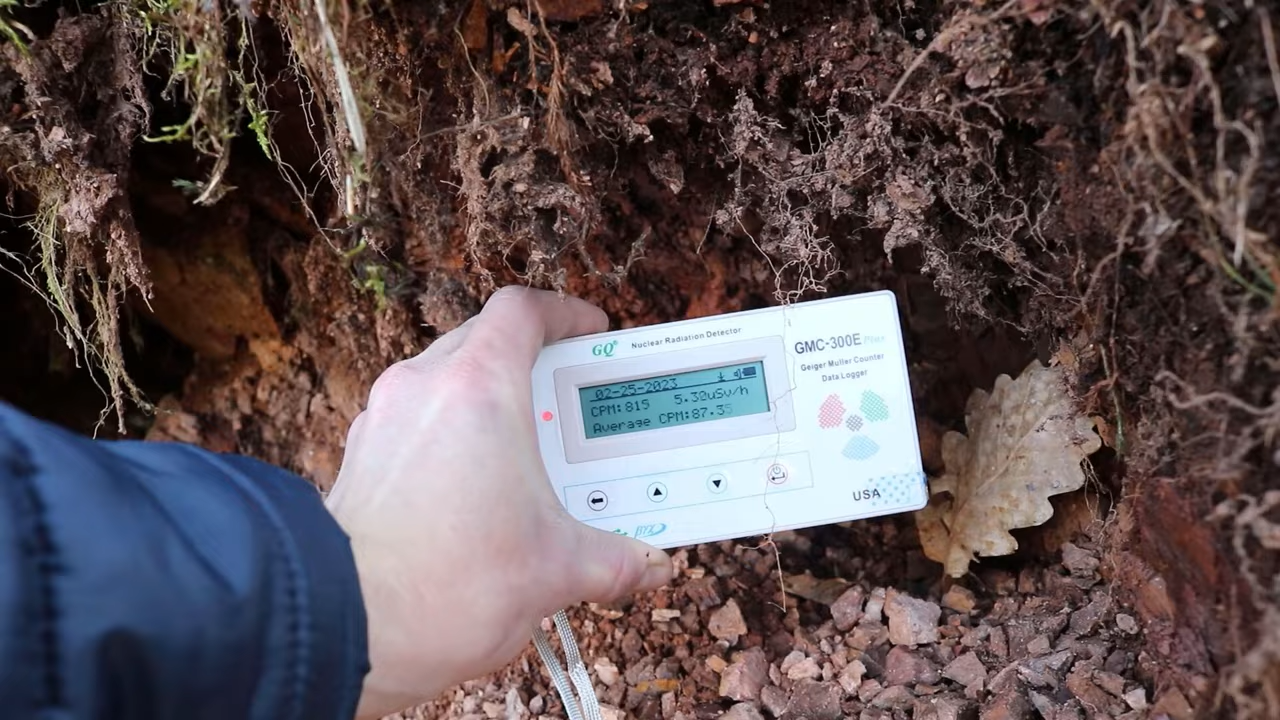 GQ® Nuclear Radiation Detector
GMC-300E Plus
Geiger Muller Counter
Data Logger
02-25-2023
CPM:815 5.30uSv/h
Average CPM:87.3
USA